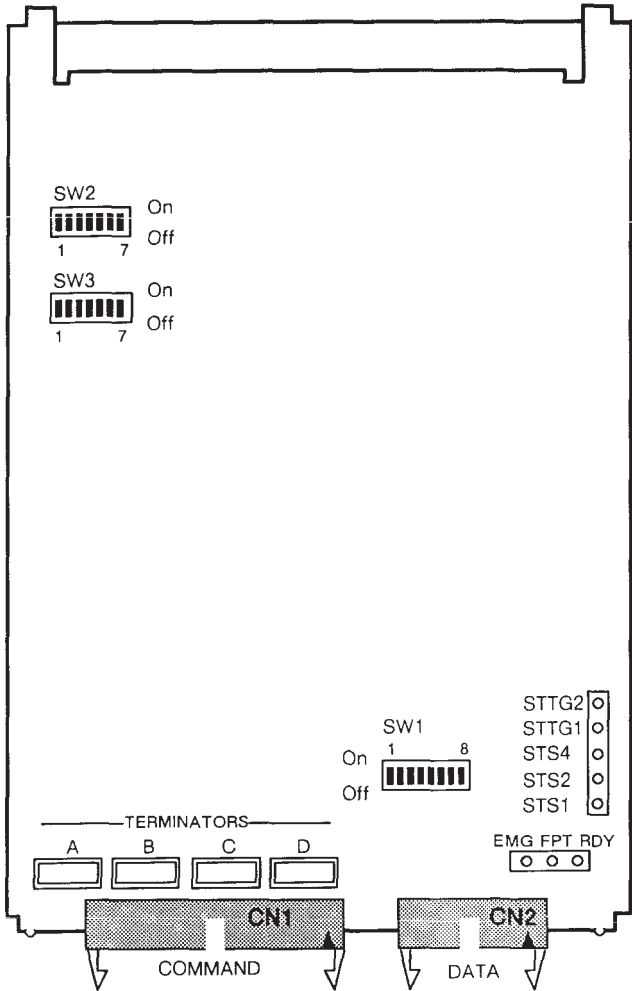 SW2
On
Off
1 7
SW3
On
Off
1 7
STTG2
STTG1
STS4
STS2
STS1
SW1
On 1 8
Off
TERMINATORS
A B C D
EMG FPT RDY
CN1 CN2
COMMAND DATA